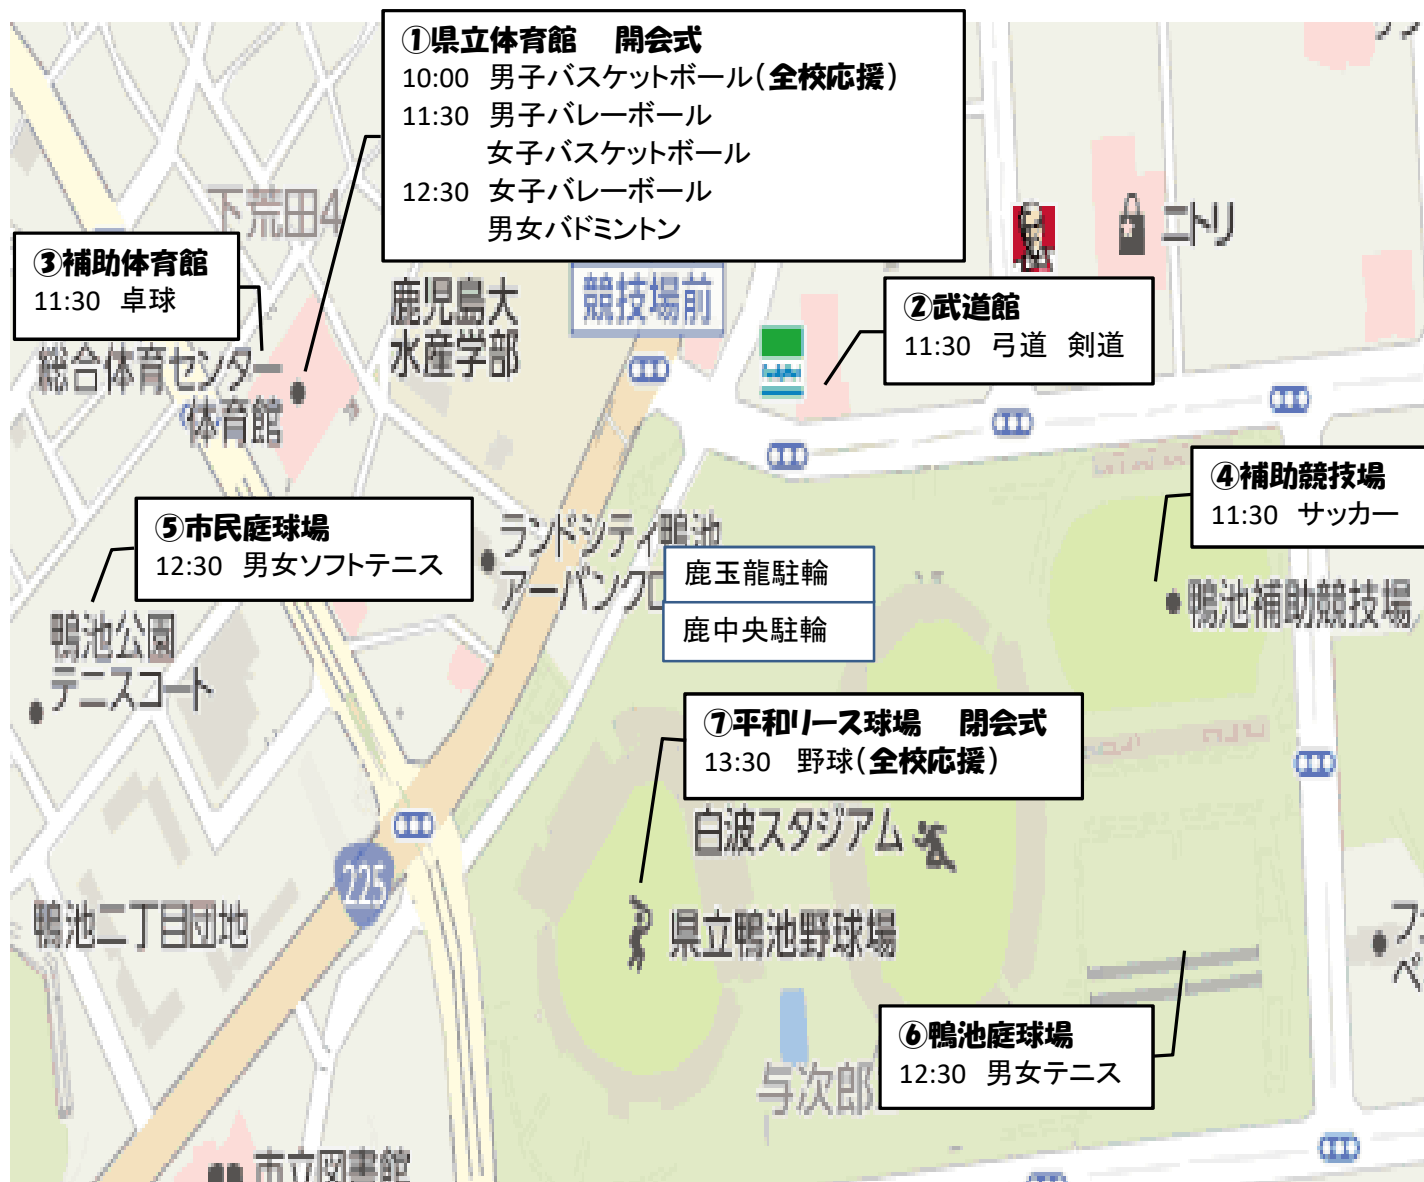 ①県立体育館　開会式
10:00　男子バスケットボール(全校応援)
11:30　男子バレーボール
女子バスケットボール
12:30　女子バレーボール
男女バドミントン
下荒田4
ニトリ
③補助体育館
11:30　卓球
鹿児島大
水産学部
競技場前
②武道館
11:30　弓道　剣道
総合体育センター
体育館
④補助競技場
11:30　サッカー
⑤市民庭球場
12:30　男女ソフトテニス
ランドシティ鴨池
アーバンク
鹿玉龍駐輪
鹿中央駐輪
鴨池補助競技場
鴨池公園
テニスコート
⑦平和リース球場　閉会式
13:30　野球(全校応援)
白波スタジアム
225
鴨池二丁目団地
県立鴨池野球場
⑥鴨池庭球場
12:30　男女テニス
与次郎
市立図書館